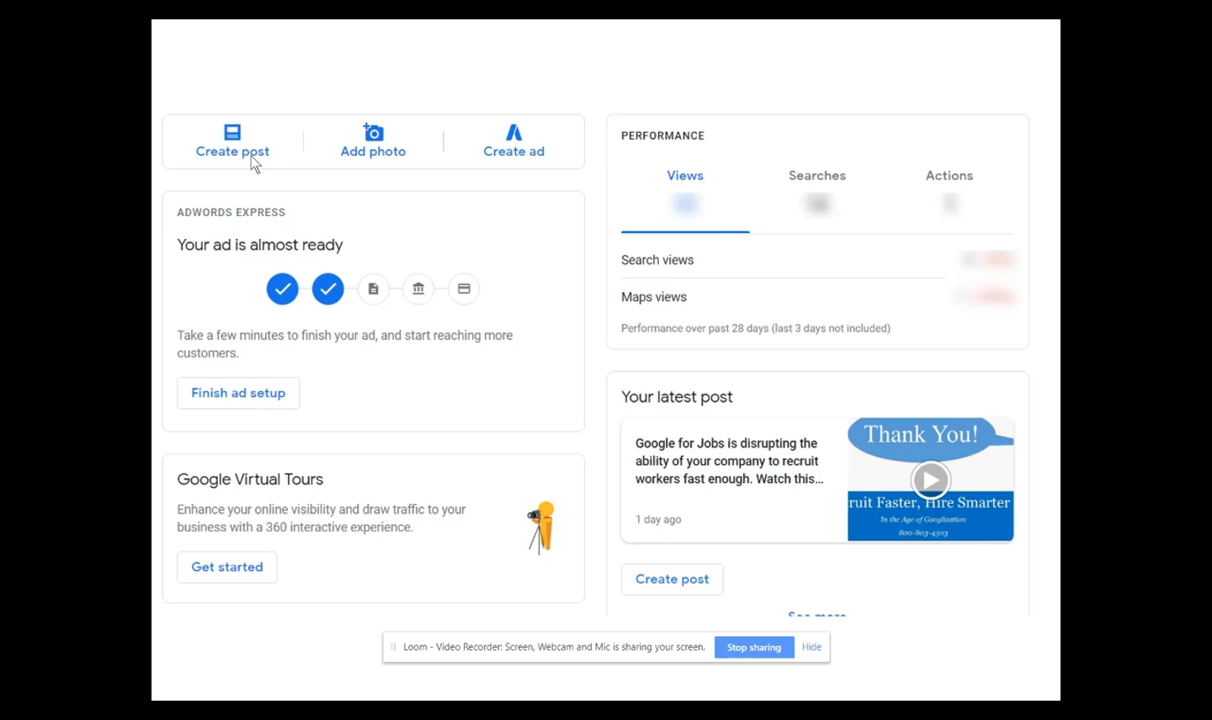 Create post
Add photo
Create ad
ADWORDS EXPRESS
Your ad is almost ready
Take a few minutes to finish your ad, and start reaching more
customers.
Finish ad setup
Google Virtual Tours
Enhance your online visibility and draw traffic to your
business with a 360 interactive experience.
Get started
PERFORMANCE
Views
Searches
Actions
Search views
Maps views
Performance over past 28 days (last 3 days not included)
Your latest post
Google for Jobs is disrupting the
ability of your company to recruit
workers fast enough. Watch this...
1 day ago
Thank You!
ruit Faster, Hire Smarter
In the Age of Googlization
800-803-4303
Create post
See more
Loom - Video Recorder: Screen, Webcam and Mic is sharing your screen.
Stop sharing
Hide